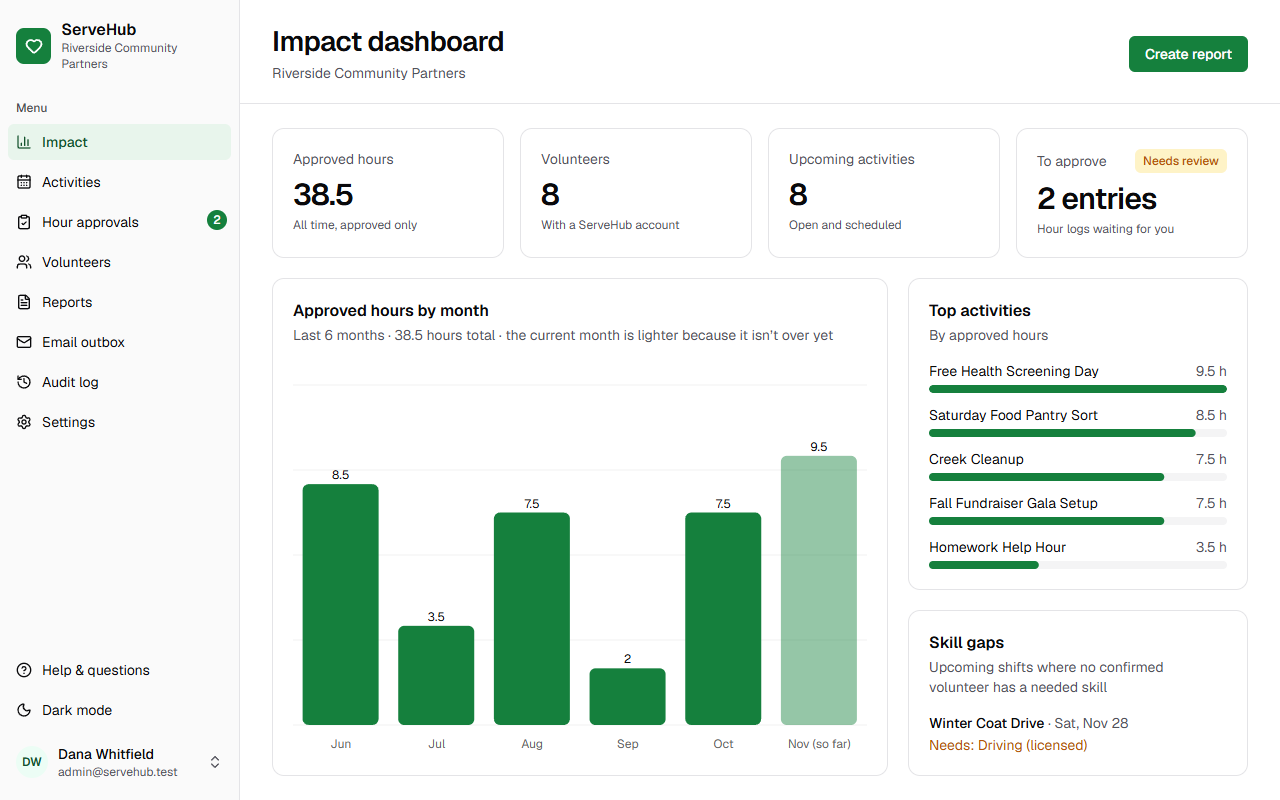 ServeHub
Riverside Community
Partners
Menu
Impact
Activities
Hour approvals
2
Volunteers
Reports
Email outbox
Audit log
Settings
Help & questions
Dark mode
DW
Dana Whitfield
admin@servehub.test
Impact dashboard
Riverside Community Partners
Create report
Approved hours
38.5
All time, approved only
Volunteers
8
With a ServeHub account
Upcoming activities
8
Open and scheduled
To approve
Needs review
2 entries
Hour logs waiting for you
Approved hours by month
Last 6 months · 38.5 hours total · the current month is lighter because it isn't over yet
8.5
3.5
7.5
2
7.5
9.5
Jun
Jul
Aug
Sep
Oct
Nov (so far)
Top activities
By approved hours
Free Health Screening Day 9.5 h
Saturday Food Pantry Sort 8.5 h
Creek Cleanup 7.5 h
Fall Fundraiser Gala Setup 7.5 h
Homework Help Hour 3.5 h
Skill gaps
Upcoming shifts where no confirmed
volunteer has a needed skill
Winter Coat Drive · Sat, Nov 28
Needs: Driving (licensed)